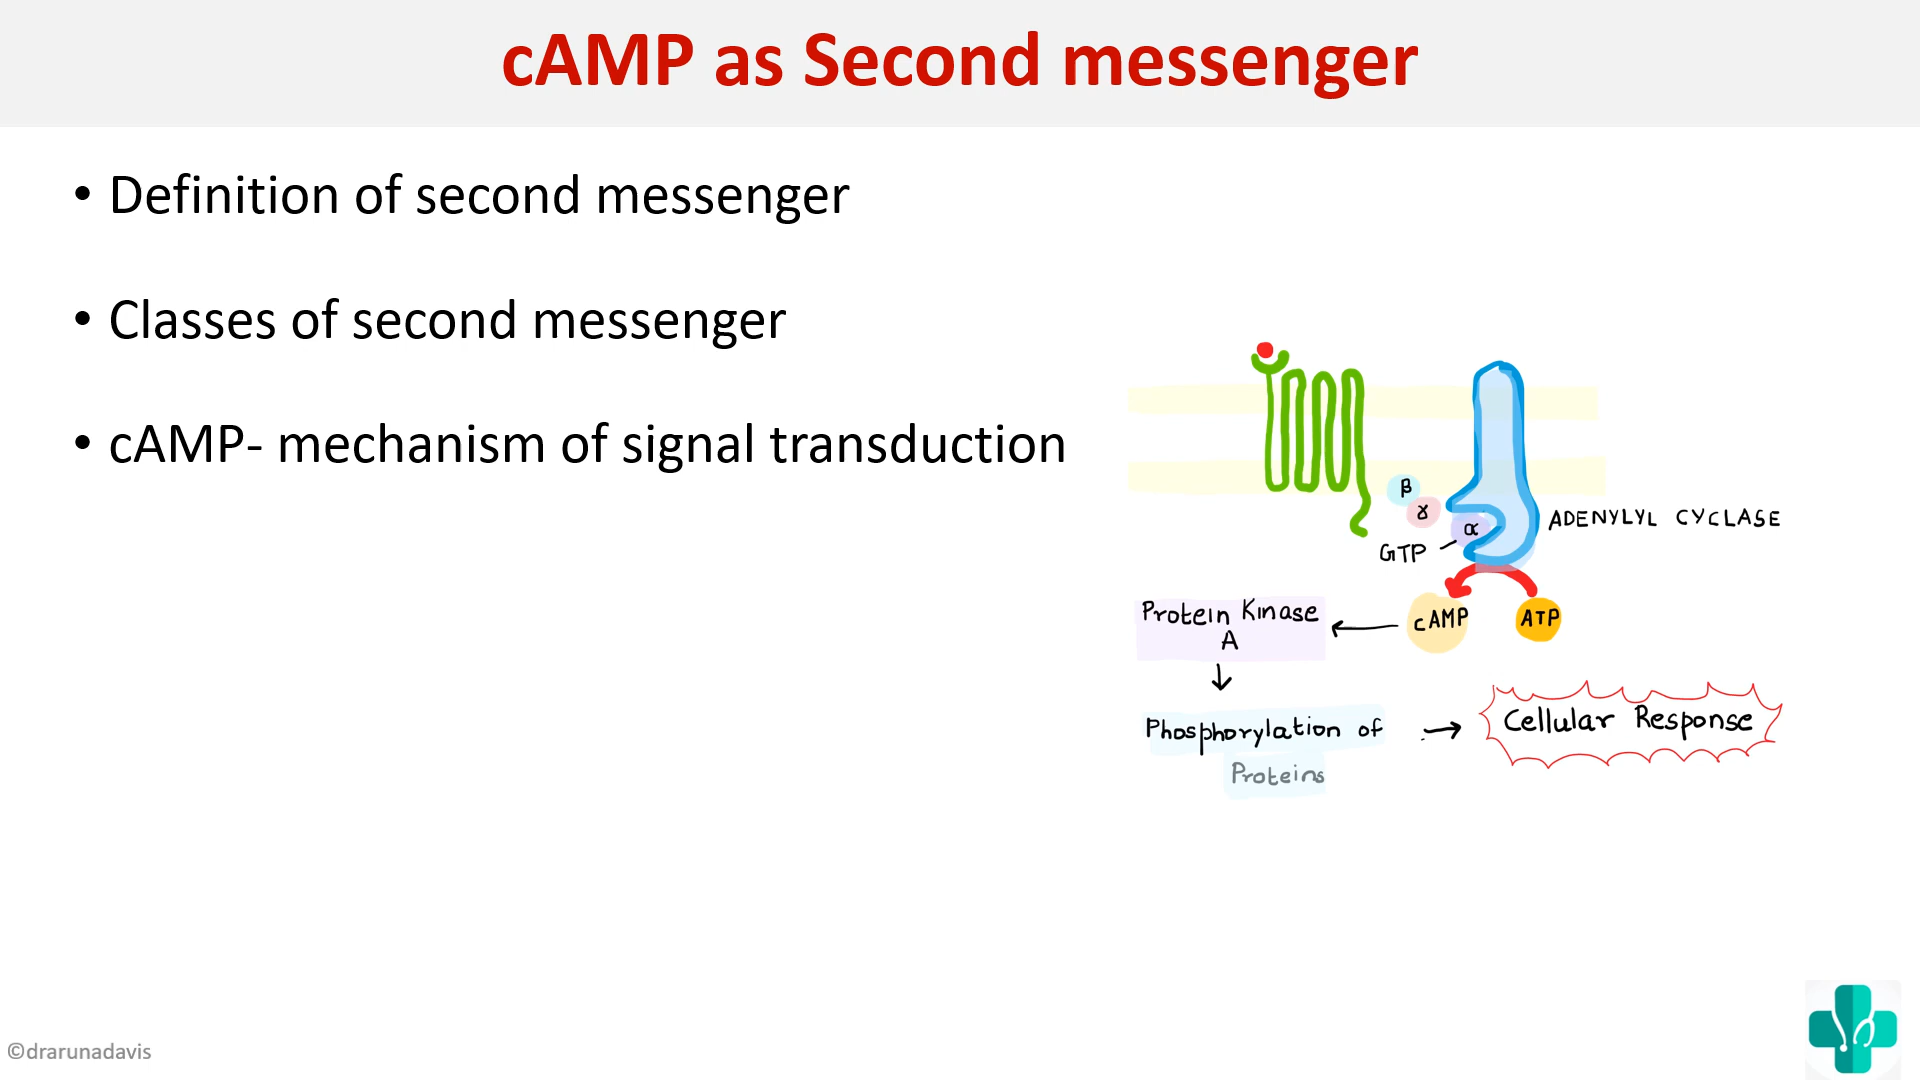 cAMP as Second messenger
• Definition of second messenger
• Classes of second messenger
• cAMP- mechanism of signal transduction
β
γ
α
ADENYLYL CYCLASE
GTP
cAMP
ATP
Protein Kinase
A
Phosphorylation of
Proteins
Cellular Response
©drarunadavis